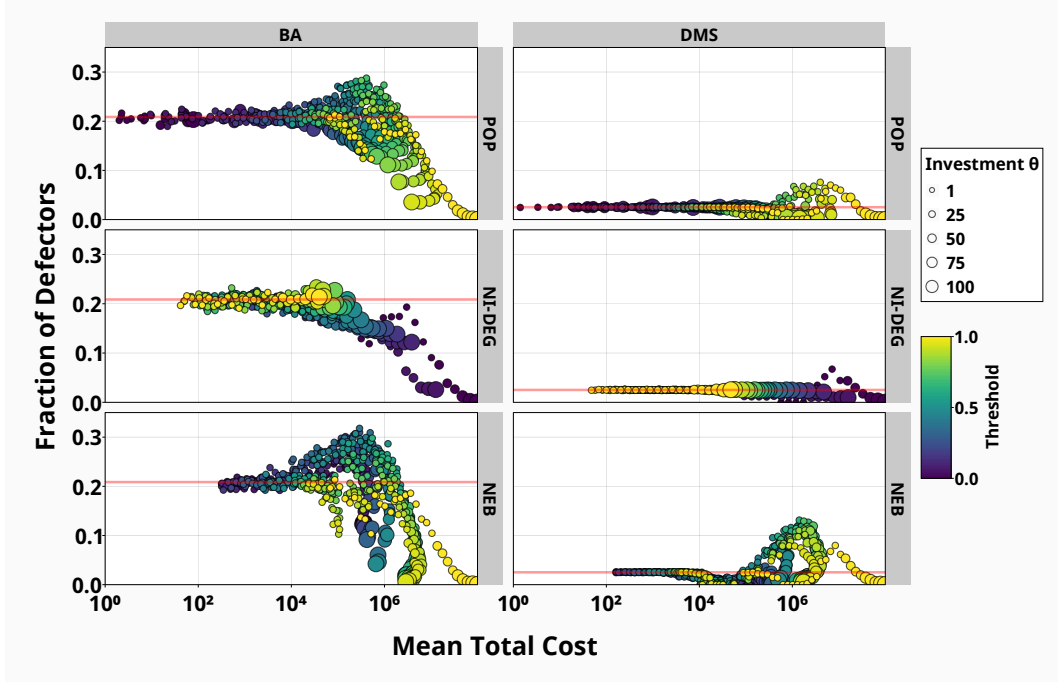 BA DMS
0.3
0.2
0.1
0.0
POP POP
0.3
0.2
0.1
0.0
NI-DEG NI-DEG
0.3
0.2
0.1
0.0
NEB NEB
10⁰ 10² 10⁴ 10⁶ 10⁰ 10² 10⁴ 10⁶
Fraction of Defectors
Mean Total Cost
Investment θ
1
25
50
75
100
1.0
0.5
0.0
Threshold